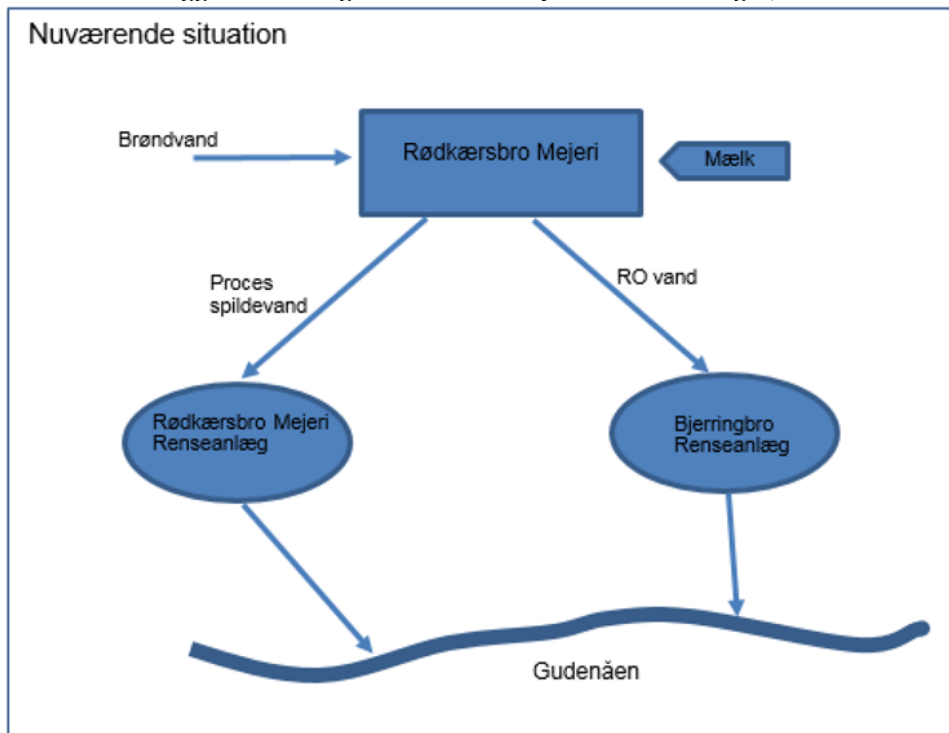 Nuværende situation
Brøndvand
Rødkærsbro Mejeri
Mælk
Proces
spildevand
RO vand
Rødkærsbro Mejeri
Renseanlæg
Bjerringbro
Renseanlæg
Gudenåen